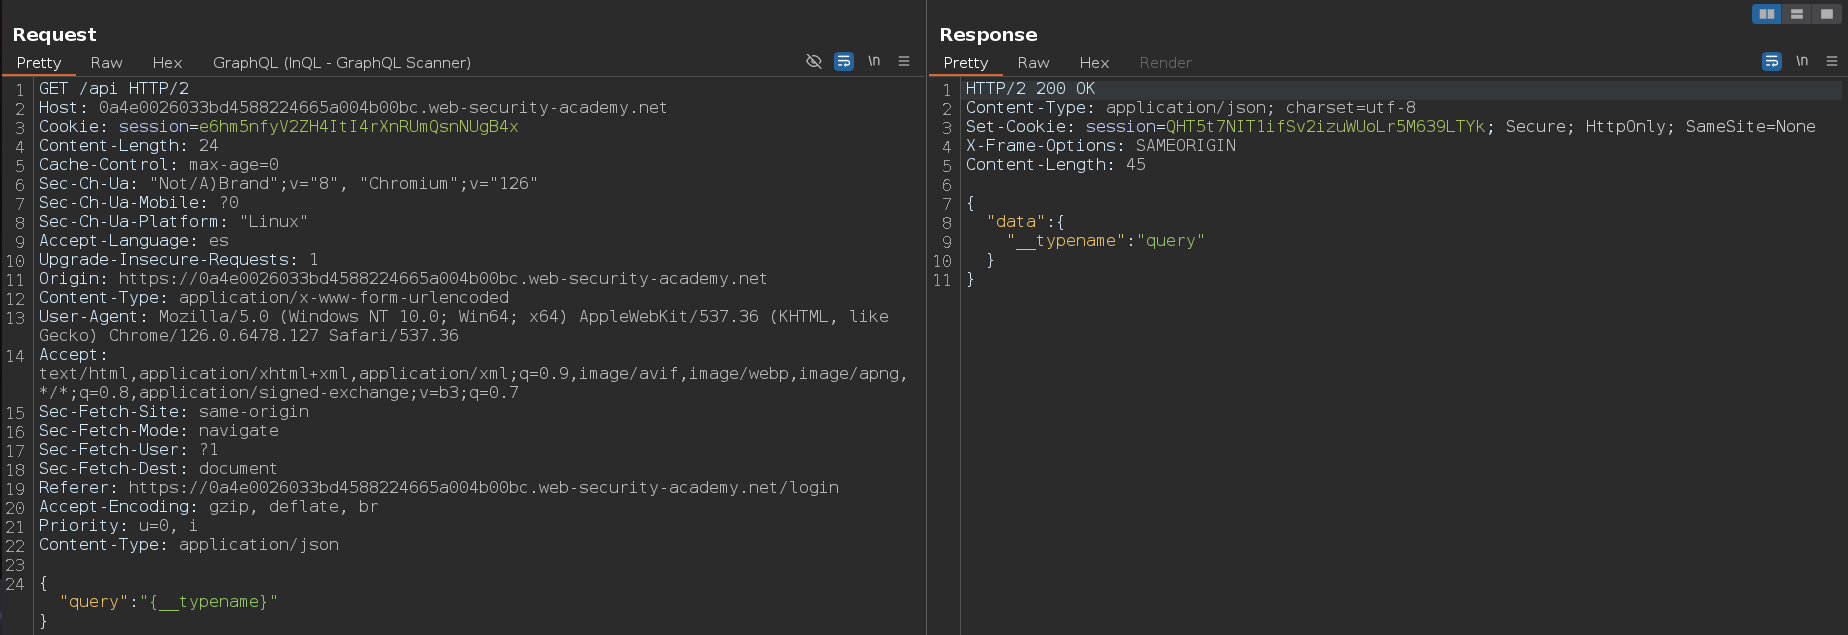 Request
Pretty Raw Hex GraphQL (InQL - GraphQL Scanner) \n
1 GET /api HTTP/2
2 Host: 0a4e0026033bd4588224665a004b00bc.web-security-academy.net
3 Cookie: session=e6hm5nfyV2ZH4ItI4rXnRUmQsnNUgB4x
4 Content-Length: 24
5 Cache-Control: max-age=0
6 Sec-Ch-Ua: "Not/A)Brand";v="8", "Chromium";v="126"
7 Sec-Ch-Ua-Mobile: ?0
8 Sec-Ch-Ua-Platform: "Linux"
9 Accept-Language: es
10 Upgrade-Insecure-Requests: 1
11 Origin: https://0a4e0026033bd4588224665a004b00bc.web-security-academy.net
12 Content-Type: application/x-www-form-urlencoded
13 User-Agent: Mozilla/5.0 (Windows NT 10.0; Win64; x64) AppleWebKit/537.36 (KHTML, like
Gecko) Chrome/126.0.6478.127 Safari/537.36
14 Accept:
text/html,application/xhtml+xml,application/xml;q=0.9,image/avif,image/webp,image/apng,
*/*;q=0.8,application/signed-exchange;v=b3;q=0.7
15 Sec-Fetch-Site: same-origin
16 Sec-Fetch-Mode: navigate
17 Sec-Fetch-User: ?1
18 Sec-Fetch-Dest: document
19 Referer: https://0a4e0026033bd4588224665a004b00bc.web-security-academy.net/login
20 Accept-Encoding: gzip, deflate, br
21 Priority: u=0, i
22 Content-Type: application/json
23
24 {
"query":"{__typename}"
}
Response
Pretty Raw Hex Render \n
1 HTTP/2 200 OK
2 Content-Type: application/json; charset=utf-8
3 Set-Cookie: session=QHT5t7NIT1ifSv2izuWUoLr5M639LTYk; Secure; HttpOnly; SameSite=None
4 X-Frame-Options: SAMEORIGIN
5 Content-Length: 45
6
7 {
8 "data":{
9 "__typename":"query"
10 }
11 }